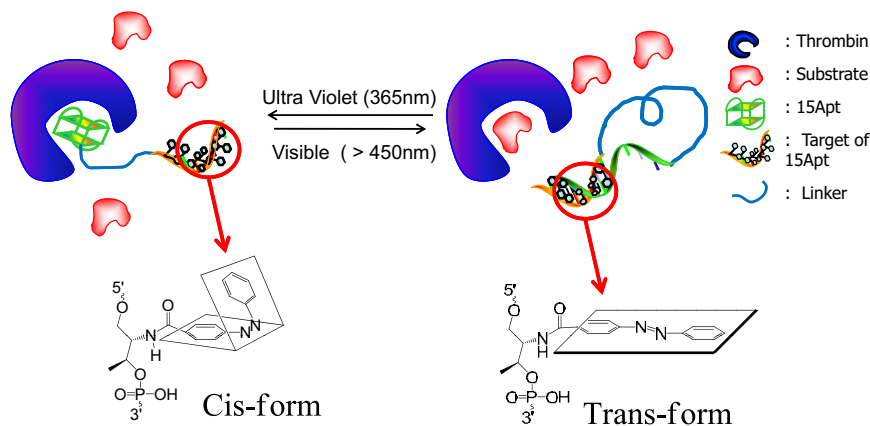 Ultra Violet (365nm)
Visible ( > 450nm)
: Thrombin
: Substrate
: 15Apt
: Target of
15Apt
: Linker
5'
O
O
N
H
N
N
O
O=P-OH
O
3'
Cis-form
5'
O
O
N
H
N=N
O
O=P-OH
O
3'
Trans-form